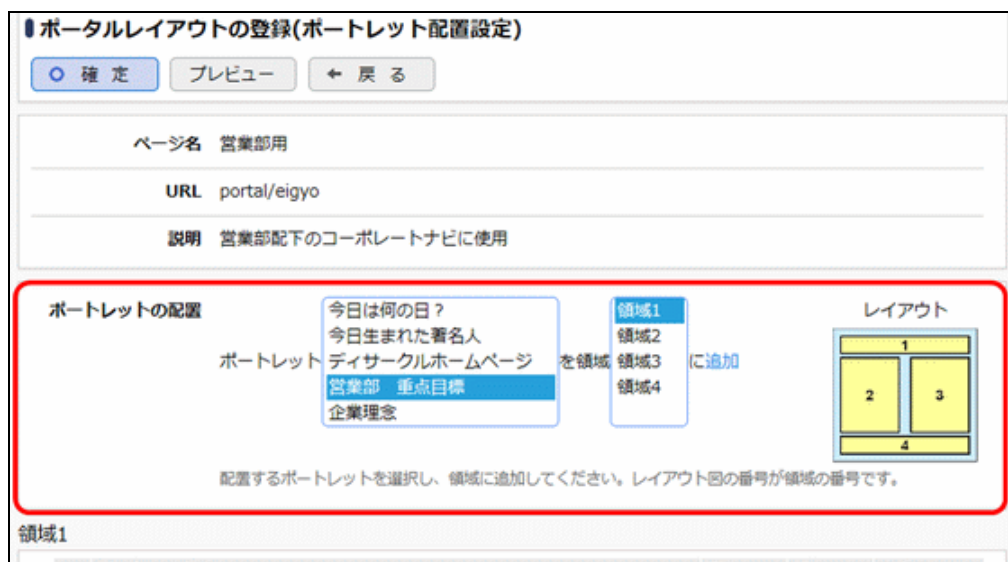 ポータルレイアウトの登録(ポートレット配置設定)
確 定 プレビュー 戻 る
ページ名 営業部用
URL portal/eigyo
説明 営業部配下のコーポレートナビに使用
ポートレットの配置
ポートレット
今日は何の日?
今日生まれた著名人
ディサークルホームページ
営業部 重点目標
企業理念
を領域
領域1
領域2
領域3
領域4
に追加
レイアウト
1
2 3
4
配置するポートレットを選択し、領域に追加してください。レイアウト図の番号が領域の番号です。
領域1